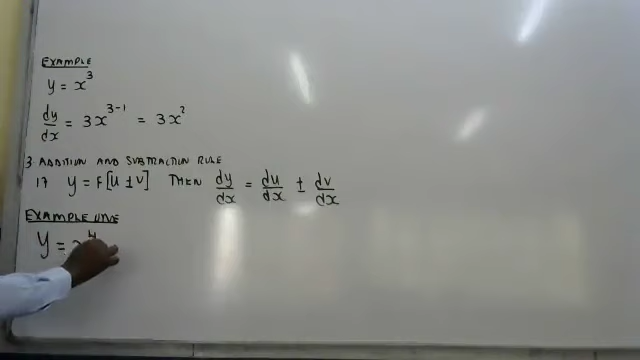 EXAMPLE
y = x³
dy/dx = 3x³⁻¹ = 3x²
3 ADDITION AND SUBTRACTION RULE
If y = f[u ± v] THEN dy/dx = du/dx ± dv/dx
EXAMPLE
y = x⁴